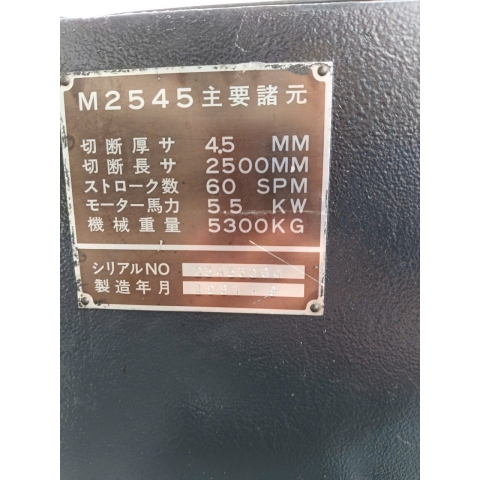 M2545主要諸元
切断厚サ 4.5 MM
切断長サ 2500MM
ストローク数 60 SPM
モーター馬力 5.5 KW
機械重量 5300KG
シリアルNO
製造年月